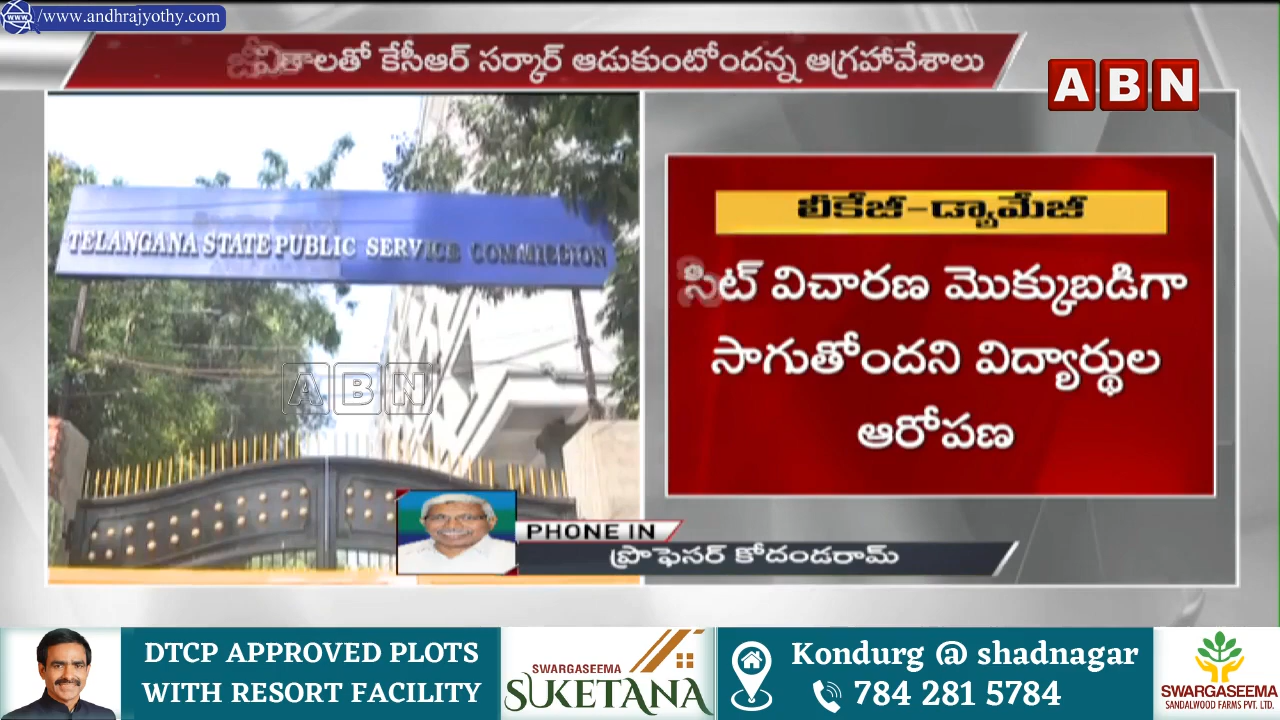 /www.andhrajyothy.com
జీవితాలతో కేసీఆర్ సర్కార్ ఆడుకుంటోందన్న ఆగ్రహావేశాలు
ABN
లీకేజీ-డ్యామేజీ
TELANGANA STATE PUBLIC SERVICE COMMISSION
సిట్ విచారణ మొక్కుబడిగా
సాగుతోందని విద్యార్థుల
ఆరోపణ
ABN
PHONE IN
ప్రొఫెసర్ కోదండరామ్
DTCP APPROVED PLOTS
WITH RESORT FACILITY
SWARGASEEMA
SUKETANA
Kondurg @ shadnagar
784 281 5784
SWARGASEEMA
SANDALWOOD FARMS PVT. LTD.